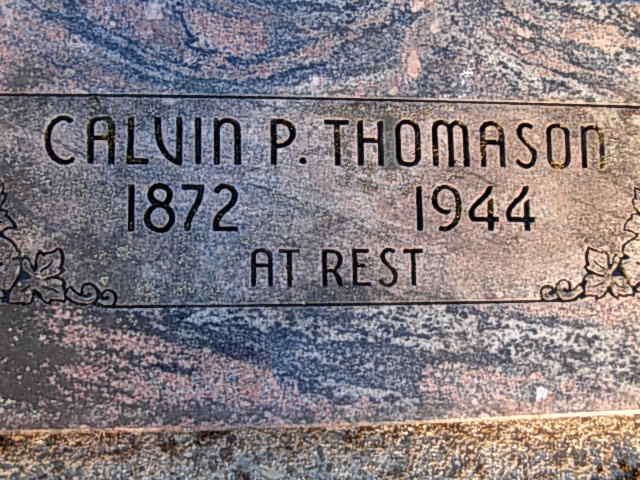 CALVIN P. THOMASON
1872 1944
AT REST